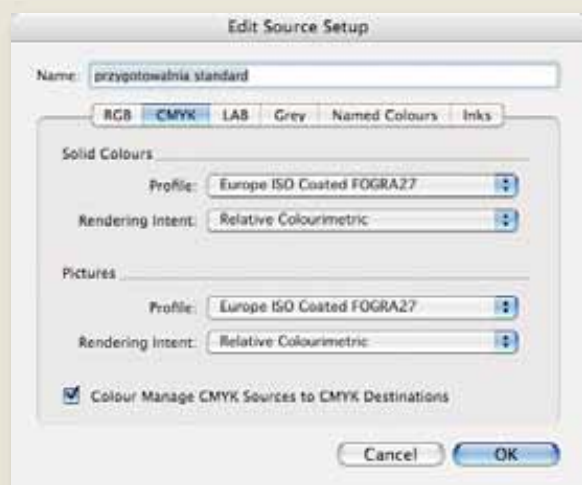 Edit Source Setup
Name: przygotowalnia standard
RGB CMYK LAB Grey Named Colours Inks
Solid Colours
Profile: Europe ISO Coated FOGRA27
Rendering Intent: Relative Colourimetric
Pictures
Profile: Europe ISO Coated FOGRA27
Rendering Intent: Relative Colourimetric
Colour Manage CMYK Sources to CMYK Destinations
Cancel OK